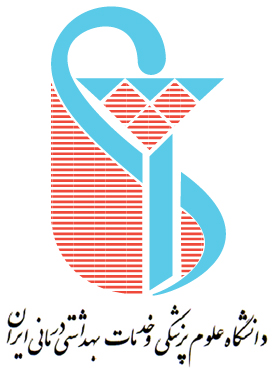 دانشگاه علوم پزشکی و خدمات بهداشتی درمانی ایران